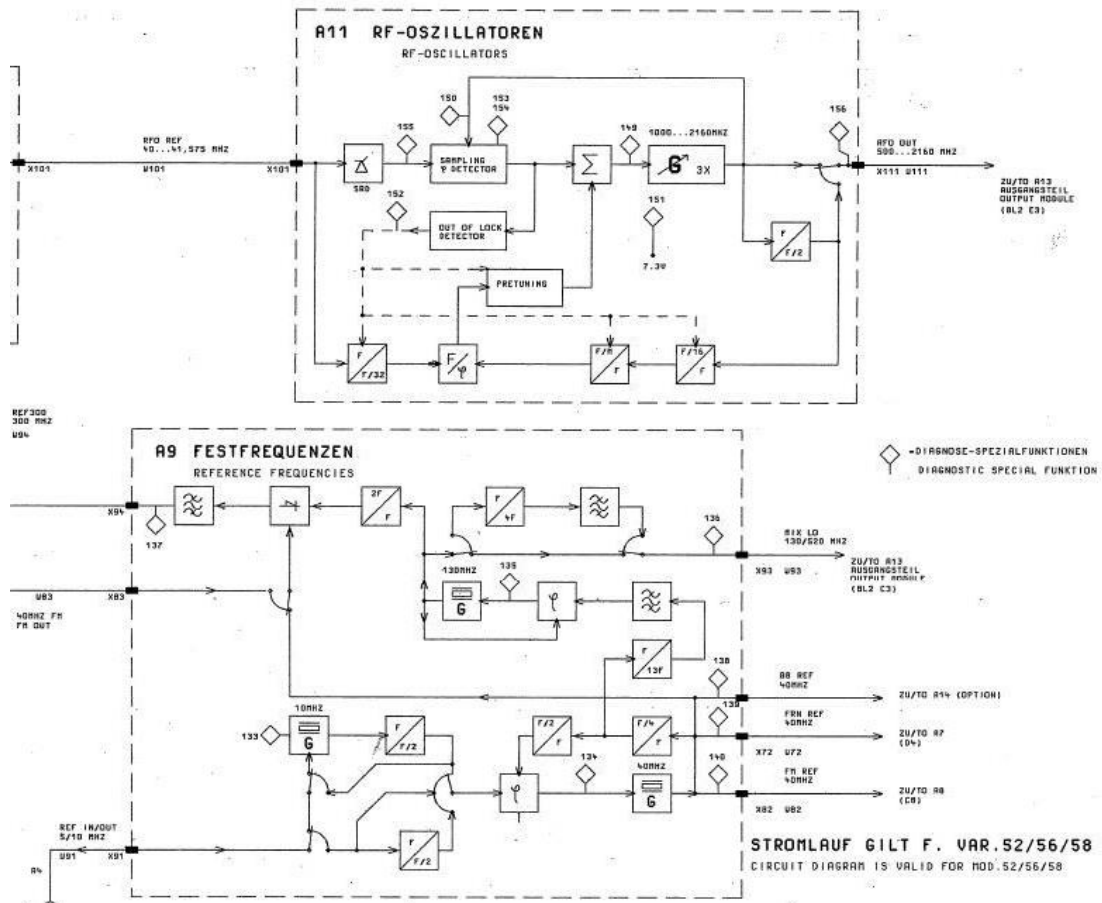 A11 RF-OSZILLATOREN
RF-OSCILLATORS
RFO REF
40...41,575 MHZ
X101
W101
X101
SRD
155
150
153
154
SAMPLING
φ DETECTOR
152
OUT OF LOCK
DETECTOR
PRETUNING
Σ
149
1000...2160MHZ
G
3X
151
7.3V
156
RFO OUT
500...2160 MHZ
X111 W111
ZU/TO A13
AUSGANGSTEIL
OUTPUT MODULE
(BL2 C3)
F
F/2
F
F/32
F/φ
F/N
F
F/16
F
REF300
300 MHZ
W94
A9 FESTFREQUENZEN
REFERENCE FREQUENCIES
=DIAGNOSE-SPEZIALFUNKTIONEN
DIAGNOSTIC SPECIAL FUNKTION
X94
137
2F
F
F
4F
136
MIX LO
130/520 MHZ
X93 W93
ZU/TO A13
AUSGANGSTEIL
OUTPUT MODULE
(BL2 C3)
W83
X83
40MHZ FM
FM OUT
130MHZ
G
135
φ
F
13F
138
BB REF
40MHZ
ZU/TO A14 (OPTION)
139
FRN REF
40MHZ
X72 W72
ZU/TO A7
(D4)
10MHZ
133
G
F
F/2
F/2
F
F/4
F
φ
134
40MHZ
G
140
FM REF
40MHZ
X82 W82
ZU/TO A8
(C8)
REF IN/OUT
5/10 MHZ
W91
X91
F
F/2
A4
STROMLAUF GILT F. VAR.52/56/58
CIRCUIT DIAGRAM IS VALID FOR MOD.52/56/58